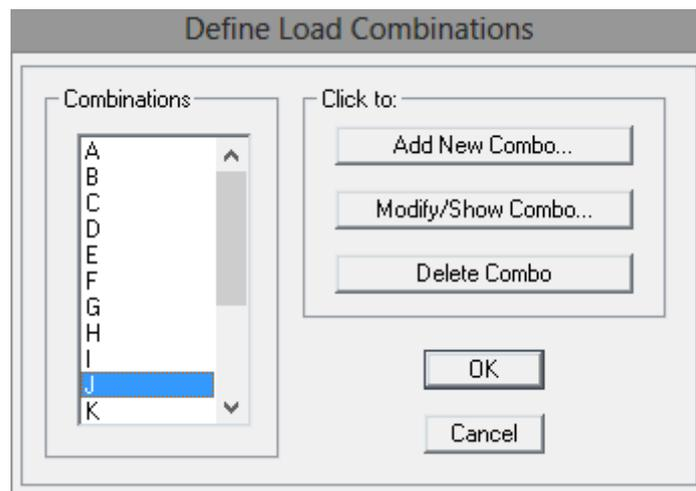 Define Load Combinations
Combinations
A
B
C
D
E
F
G
H
I
J
K
Click to:
Add New Combo...
Modify/Show Combo...
Delete Combo
OK
Cancel